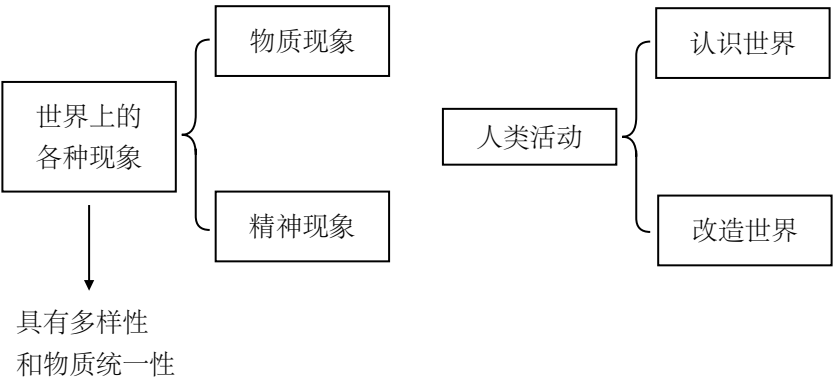 物质现象
世界上的
各种现象
精神现象
具有多样性
和物质统一性
认识世界
人类活动
改造世界